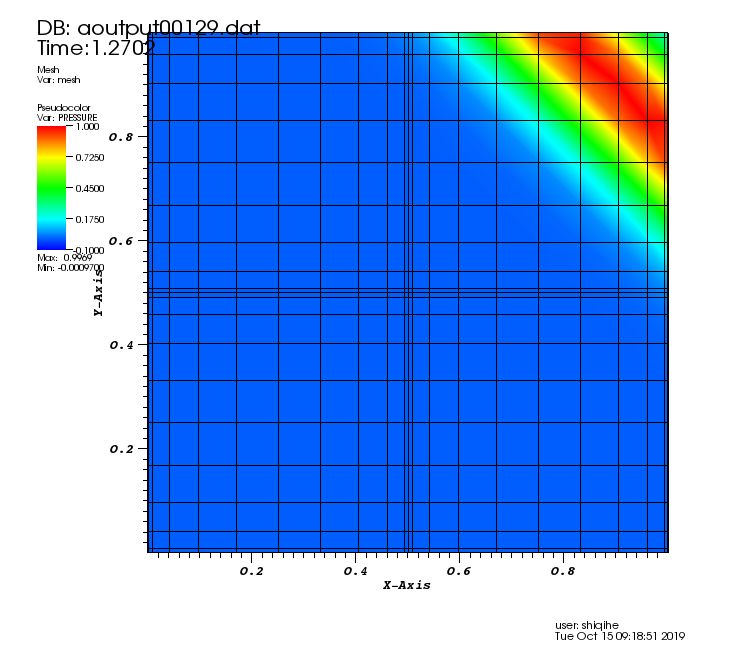 DB: aoutput00129.dat
Time:1.2702
Mesh
Var: mesh
Pseudocolor
Var: PRESSURE
1.000
0.7250
0.4500
0.1750
-0.1000
Max: 0.9969
Min: -0.0009700
Y-Axis
0.8
0.6
0.4
0.2
0.2 0.4 0.6 0.8
X-Axis
user: shiqihe
Tue Oct 15 09:18:51 2019